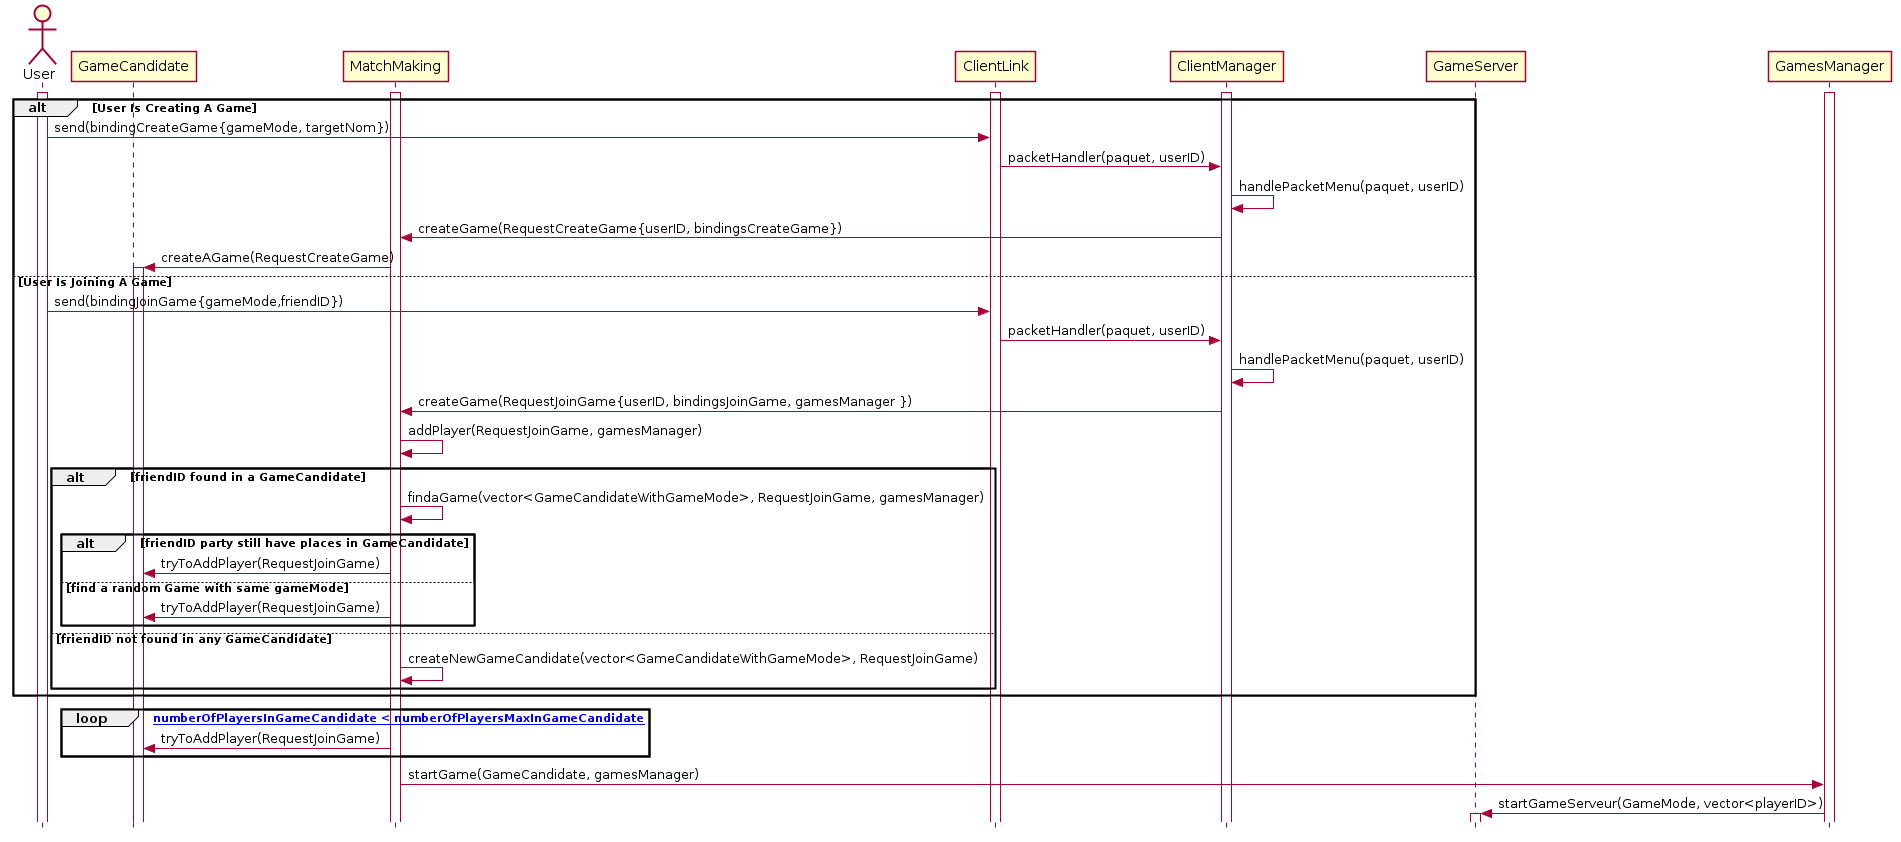 User
GameCandidate
MatchMaking
ClientLink
ClientManager
GameServer
GamesManager
alt
[User Is Creating A Game]
send(bindingCreateGame{gameMode, targetNom})
packetHandler(paquet, userID)
handlePacketMenu(paquet, userID)
createGame(RequestCreateGame{userID, bindingsCreateGame})
createAGame(RequestCreateGame)
[User Is Joining A Game]
send(bindingJoinGame{gameMode,friendID})
packetHandler(paquet, userID)
handlePacketMenu(paquet, userID)
createGame(RequestJoinGame{userID, bindingsJoinGame, gamesManager })
addPlayer(RequestJoinGame, gamesManager)
alt
[friendID found in a GameCandidate]
findaGame(vector<GameCandidateWithGameMode>, RequestJoinGame, gamesManager)
alt
[friendID party still have places in GameCandidate]
tryToAddPlayer(RequestJoinGame)
[find a random Game with same gameMode]
tryToAddPlayer(RequestJoinGame)
[friendID not found in any GameCandidate]
createNewGameCandidate(vector<GameCandidateWithGameMode>, RequestJoinGame)
loop
numberOfPlayersInGameCandidate < numberOfPlayersMaxInGameCandidate
tryToAddPlayer(RequestJoinGame)
startGame(GameCandidate, gamesManager)
startGameServeur(GameMode, vector<playerID>)